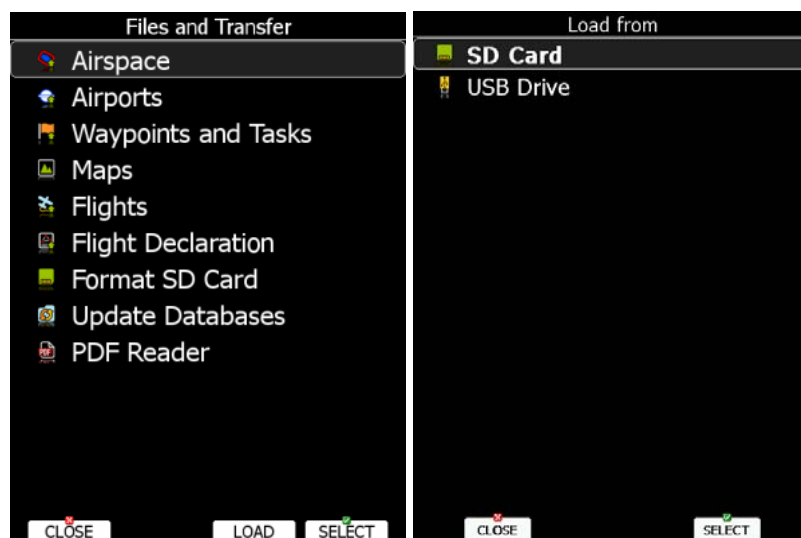 Files and Transfer
Airspace
Airports
Waypoints and Tasks
Maps
Flights
Flight Declaration
Format SD Card
Update Databases
PDF
PDF Reader
CLOSE
LOAD
SELECT
Load from
SD Card
USB Drive
CLOSE
SELECT